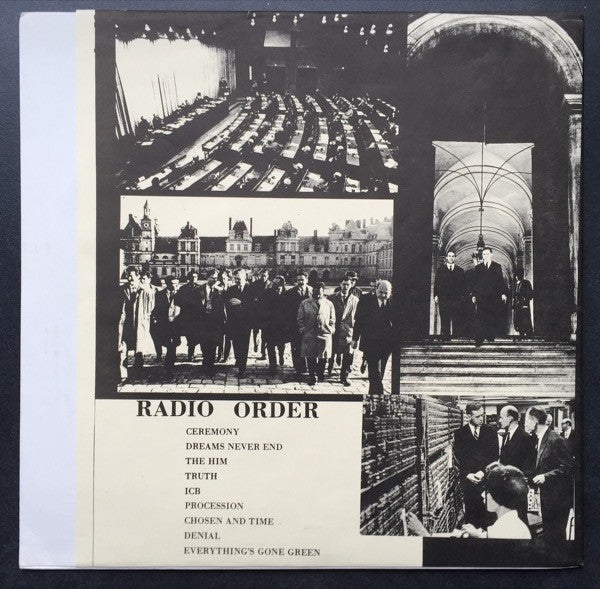 RADIO ORDER
CEREMONY
DREAMS NEVER END
THE HIM
TRUTH
ICB
PROCESSION
CHOSEN AND TIME
DENIAL
EVERYTHING'S GONE GREEN